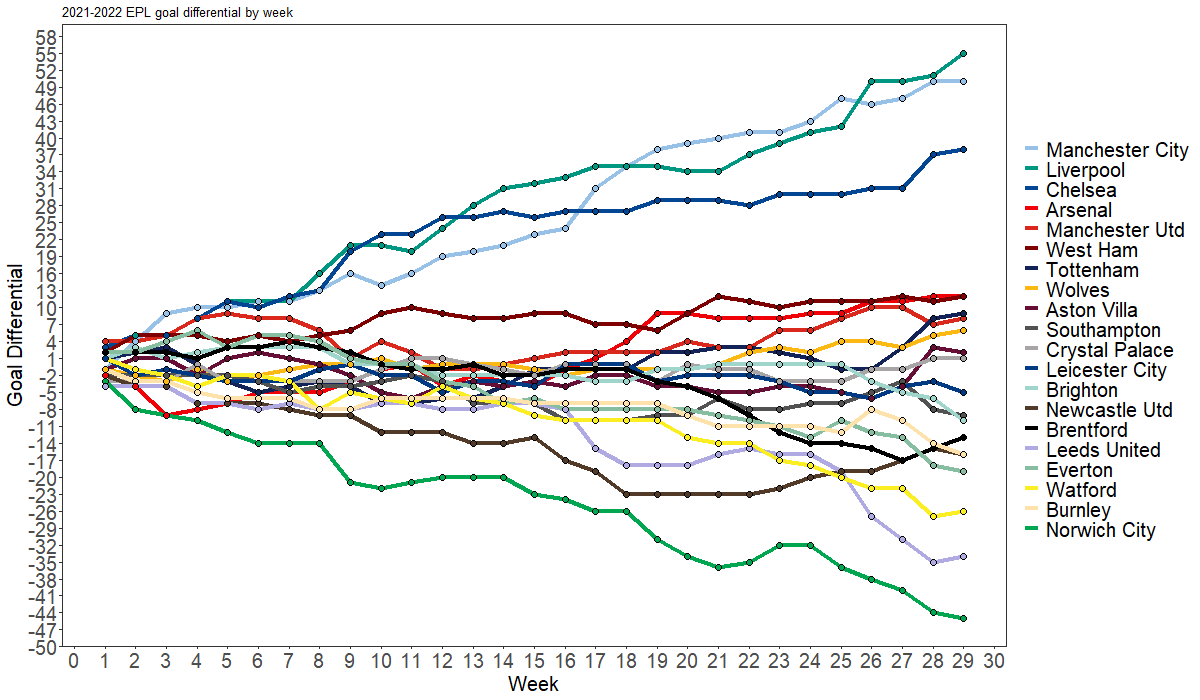 2021-2022 EPL goal differential by week
Goal Differential
58
55
52
49
46
43
40
37
34
31
28
25
22
19
16
13
10
7
4
1
-2
-5
-8
-11
-14
-17
-20
-23
-26
-29
-32
-35
-38
-41
-44
-47
-50
0 1 2 3 4 5 6 7 8 9 10 11 12 13 14 15 16 17 18 19 20 21 22 23 24 25 26 27 28 29 30
Week
Manchester City
Liverpool
Chelsea
Arsenal
Manchester Utd
West Ham
Tottenham
Wolves
Aston Villa
Southampton
Crystal Palace
Leicester City
Brighton
Newcastle Utd
Brentford
Leeds United
Everton
Watford
Burnley
Norwich City